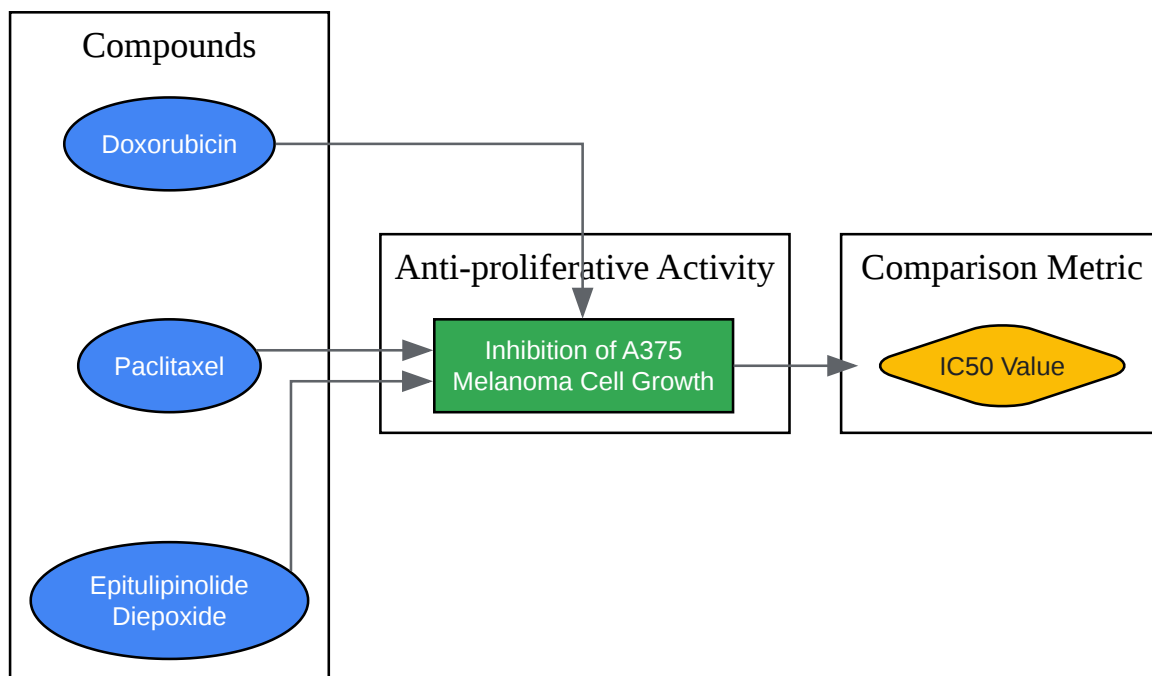 Compounds
Doxorubicin
Paclitaxel
Epitulipinolide
Diepoxide
Anti-proliferative Activity
Inhibition of A375
Melanoma Cell Growth
Comparison Metric
IC50 Value